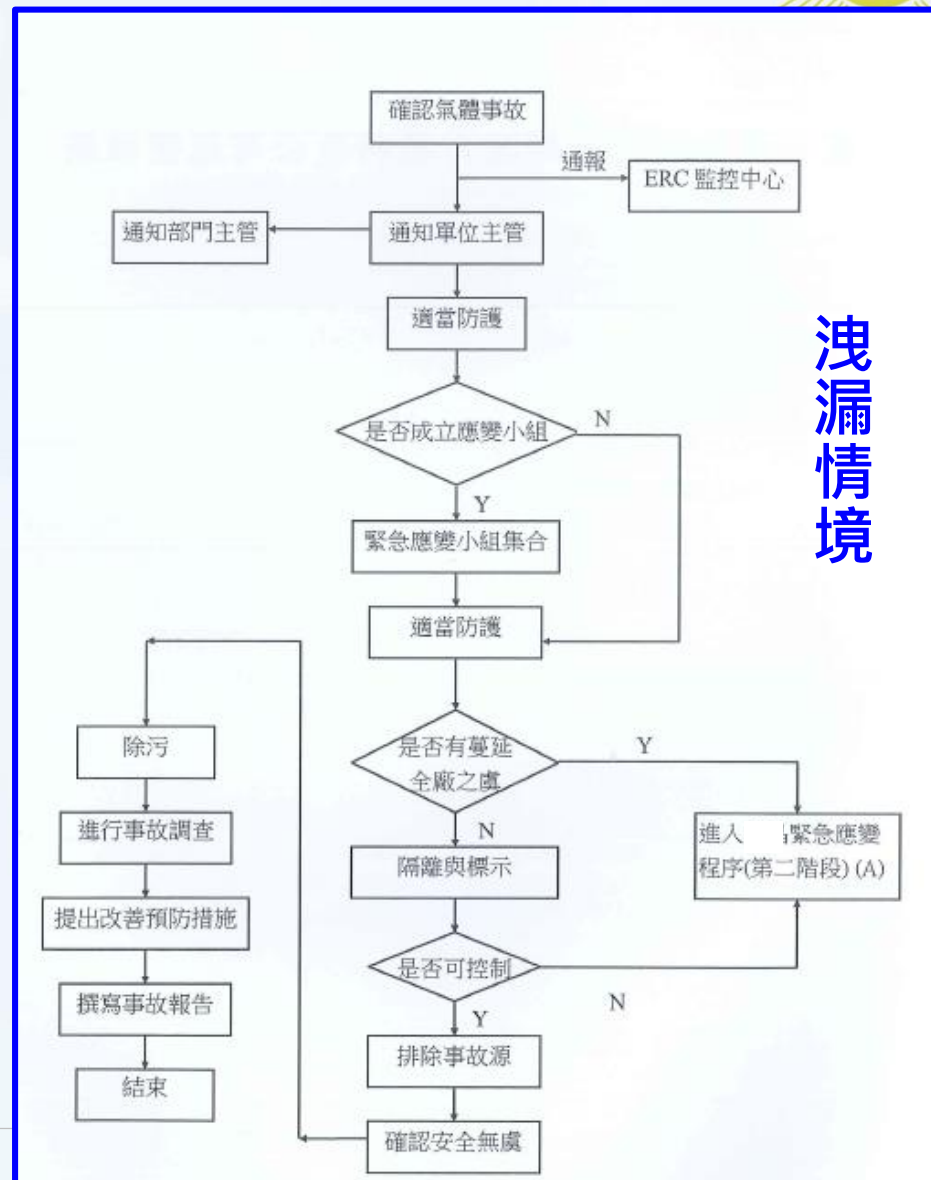 確認氣體事故
通報
ERC 監控中心
通知部門主管
通知單位主管
適當防護
是否成立應變小組
N
Y
緊急應變小組集合
適當防護
是否有蔓延
全廠之虞
Y
N
進入 緊急應變
程序(第二階段) (A)
隔離與標示
是否可控制
N
Y
排除事故源
確認安全無虞
除污
進行事故調查
提出改善預防措施
撰寫事故報告
結束
洩漏情境